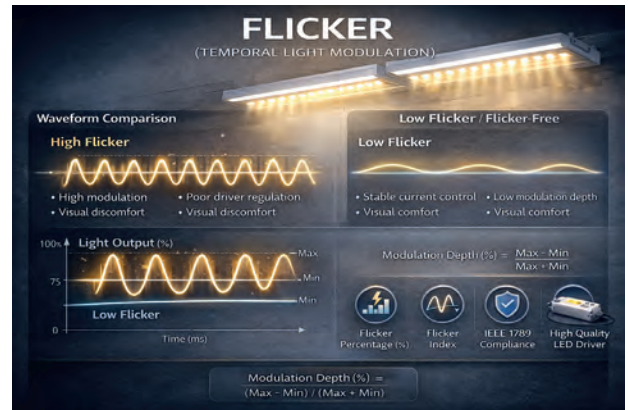 FLICKER
(TEMPORAL LIGHT MODULATION)
Waveform Comparison
High Flicker
• High modulation
• Poor driver regulation
• Visual discomfort
• Visual discomfort
Low Flicker / Flicker-Free
Low Flicker
• Stable current control
• Low modulation depth
• Visual comfort
• Visual comfort
Light Output (%)
100%
Max
75
Min
Min
Low Flicker
0
Time (ms)
Modulation Depth (%) = Max - Min
Max + Min
Flicker
Percentage (%)
Flicker
Index
IEEE 1789
Compliance
High Quality
LED Driver
Modulation Depth (%) =
(Max - Min) / (Max + Min)